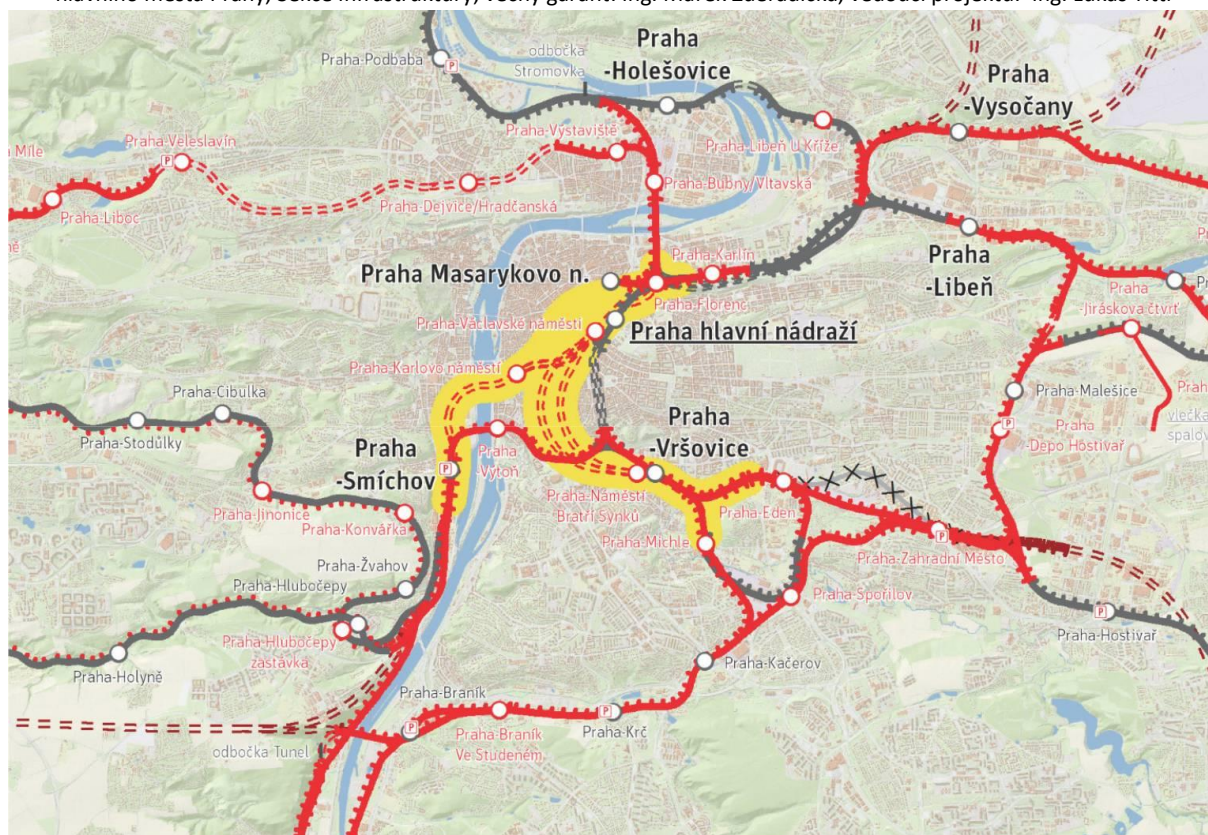 odbočka
Stromovka
Praha-Podbaba
P
Praha
-Holešovice
Praha
-Vysočany
Praha-Výstaviště
Praha-Libeň U Kříže
Praha-Veleslavín
P
Praha-Liboc
Praha-Dejvice/Hradčanská
Praha-Bubny/Vltavská
Praha-Karlín
Praha Masarykovo n.
Praha-Florenc
Praha
-Libeň
Praha
-Jiráskova čtvrť
Praha-Václavské náměstí
Praha hlavní nádraží
Praha-Karlovo náměstí
Praha-Cibulka
Praha-Stodůlky
Praha-Malešice
P
Praha
-Depo Hostivař
vlečka
spalov
Praha
-Smíchov
P
Praha
-Výtoň
Praha
-Vršovice
Praha-Jinonice
Praha-Konvářka
Praha-Náměstí
Bratří Synků
Praha-Eden
Praha-Michle
P
Praha-Zahradní Město
Praha-Žvahov
Praha-Hlubočepy
Praha-Spořilov
P
Praha-Hostivař
Praha-Hlubočepy
zastávka
Praha-Holyně
Praha-Kačerov
Praha-Braník
P
P
Praha-Krč
Praha-Braník
Ve Studeném
odbočka Tunel